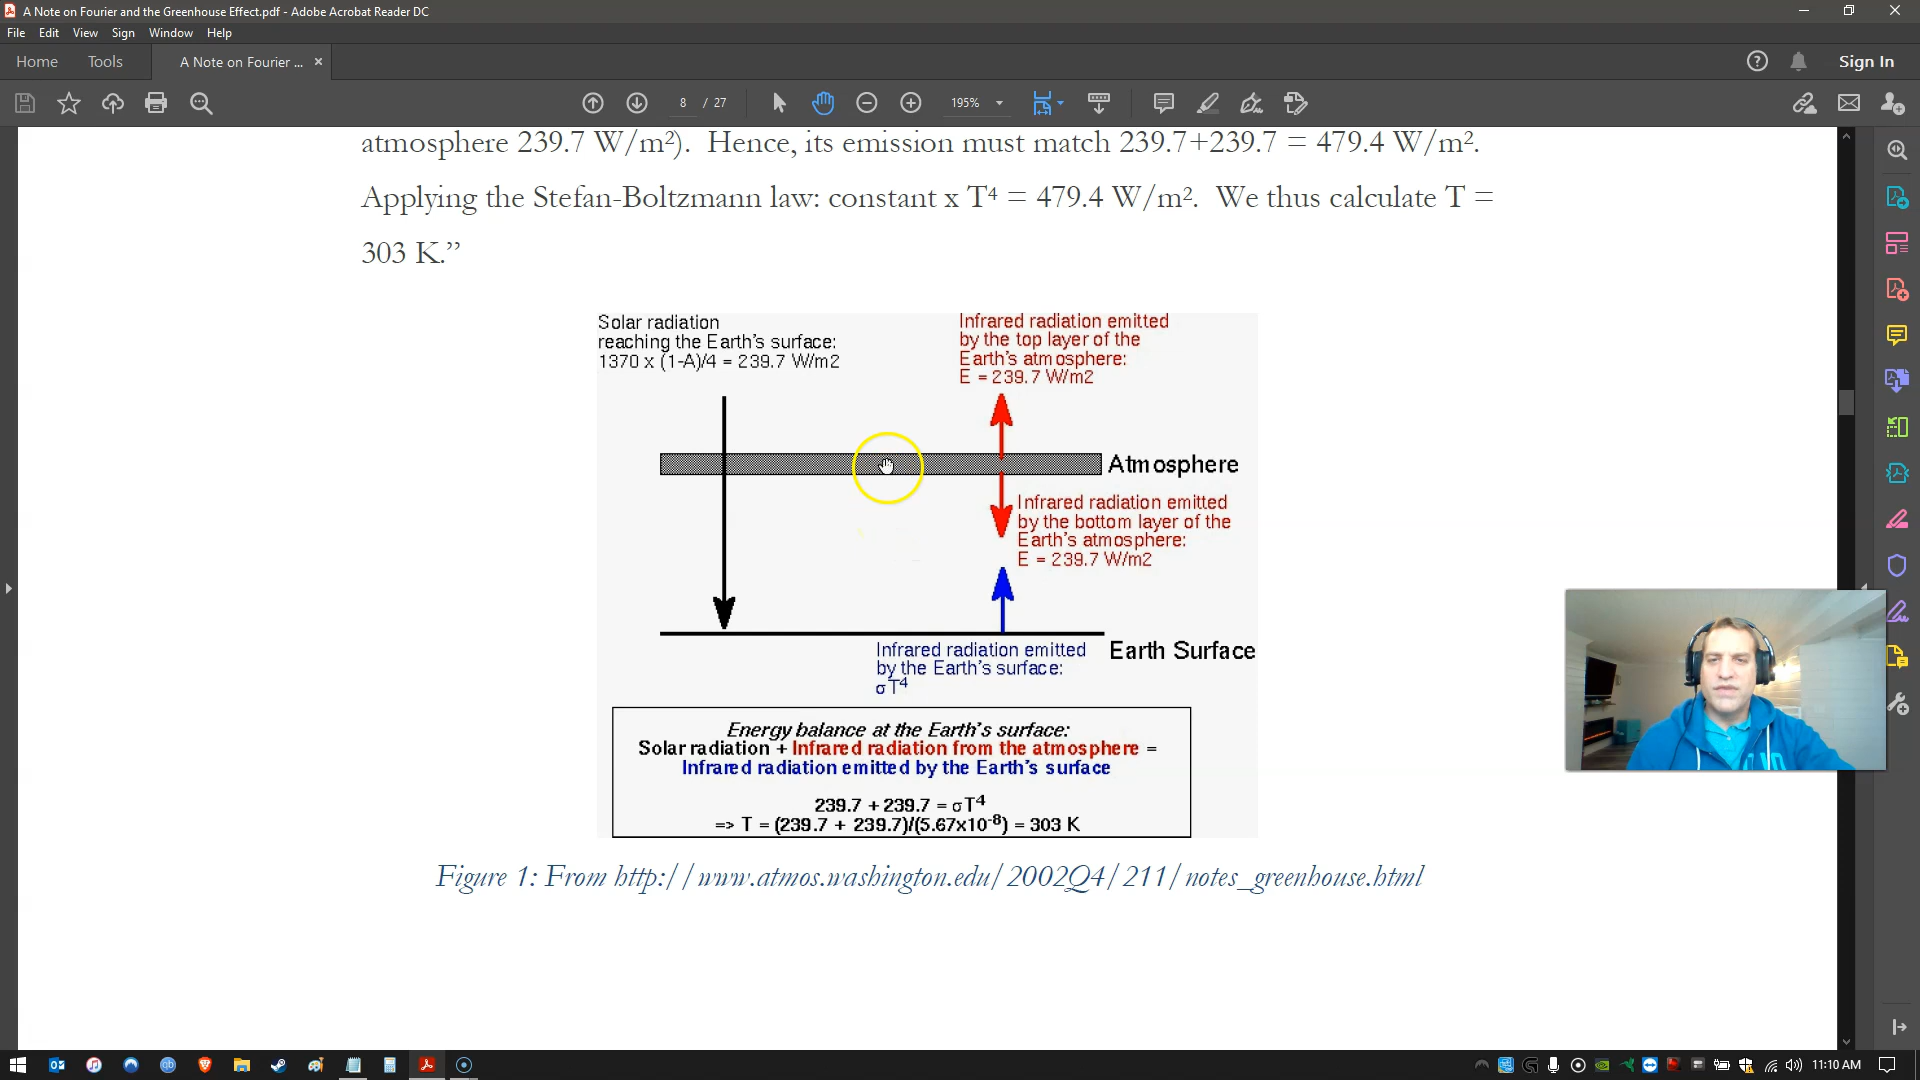 A Note on Fourier and the Greenhouse Effect.pdf - Adobe Acrobat Reader DC
File Edit View Sign Window Help
Home Tools A Note on Fourier ... × Sign In
8 / 27 195%
atmosphere 239.7 W/m²). Hence, its emission must match 239.7+239.7 = 479.4 W/m².
Applying the Stefan-Boltzmann law: constant x T⁴ = 479.4 W/m². We thus calculate T =
303 K.”
Solar radiation
reaching the Earth's surface:
1370 x (1-A)/4 = 239.7 W/m2
Infrared radiation emitted
by the top layer of the
Earth's atmosphere:
E = 239.7 W/m2
Atmosphere
Infrared radiation emitted
by the bottom layer of the
Earth's atmosphere:
E = 239.7 W/m2
Infrared radiation emitted
by the Earth's surface:
σT⁴
Earth Surface
Energy balance at the Earth's surface:
Solar radiation + Infrared radiation from the atmosphere =
Infrared radiation emitted by the Earth's surface
239.7 + 239.7 = σT⁴
=> T = (239.7 + 239.7)/(5.67x10⁻⁸) = 303 K
Figure 1: From http://www.atmos.washington.edu/2002Q4/211/notes_greenhouse.html
11:10 AM